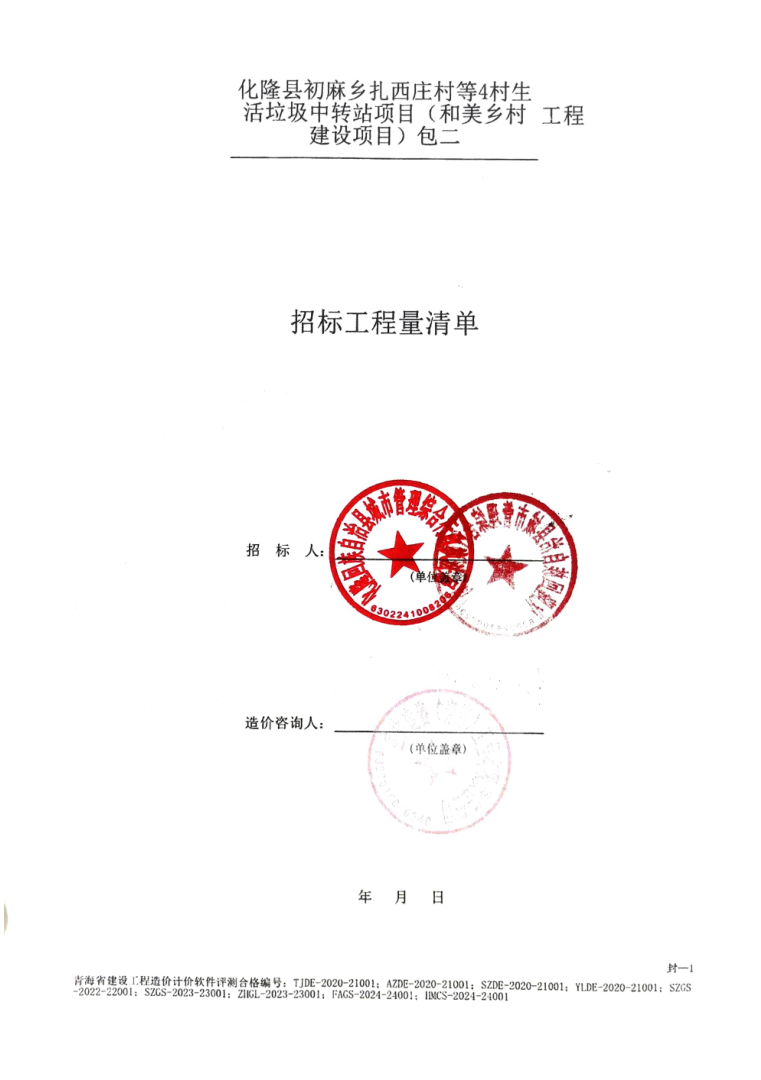 化隆县初麻乡扎西庄村等4村生
活垃圾中转站项目（和美乡村 工程
建设项目）包二
招标工程量清单
招 标 人：
(单位盖章)
6302241008206
造价咨询人：
(单位盖章)
年 月 日
封—1
青海省建设工程造价计价软件评测合格编号：TJDE-2020-21001；AZDE-2020-21001；SZDE-2020-21001；YLDE-2020-21001；SZGS
-2022-22001；SZGS-2023-23001；ZHGL-2023-23001；FAGS-2024-24001；HMCS-2024-24001